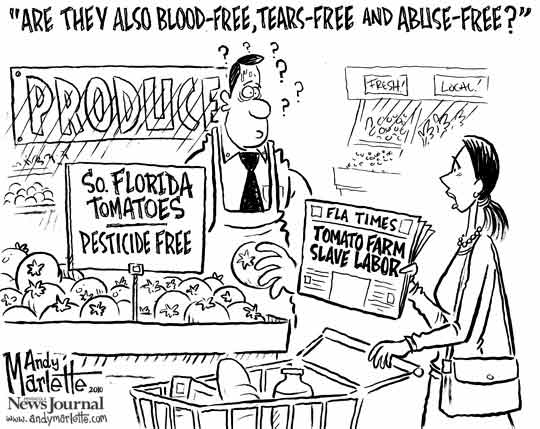 "ARE THEY ALSO BLOOD-FREE, TEARS-FREE AND ABUSE-FREE?"
PRODUCE
FRESH!
LOCAL!
SO. FLORIDA
TOMATOES
PESTICIDE FREE
FLA TIMES
TOMATO FARM
SLAVE LABOR
Andy
Marlette
2010
News Journal
www.andymarlette.com